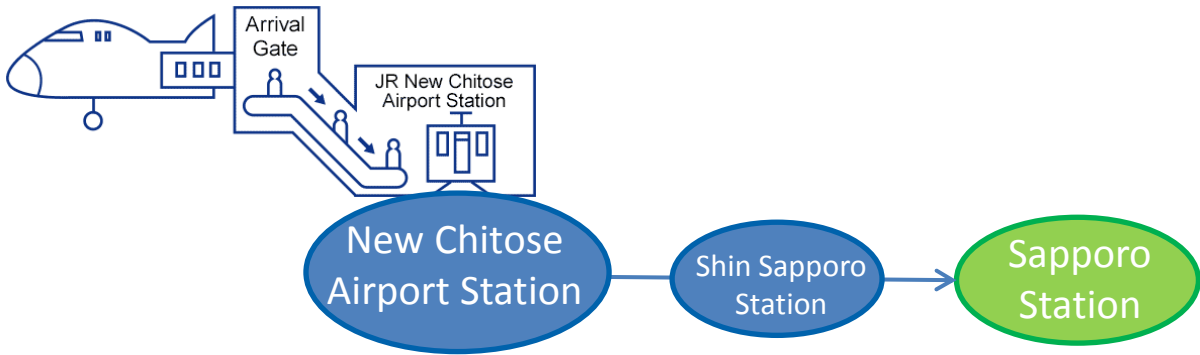 Arrival
Gate
JR New Chitose
Airport Station
New Chitose
Airport Station
Shin Sapporo
Station
Sapporo
Station